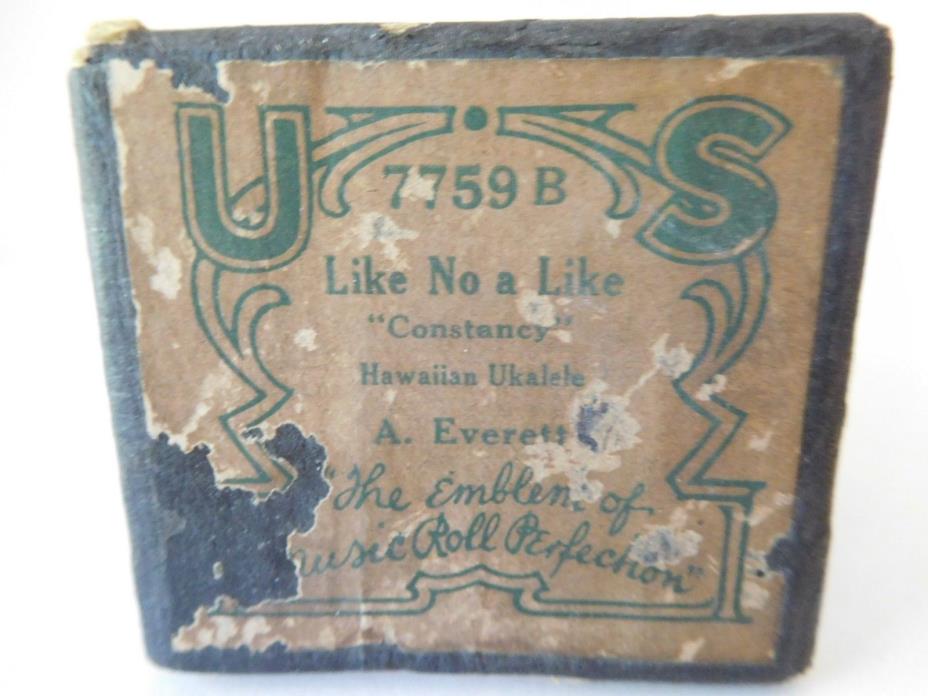 U S
7759 B
Like No a Like
"Constancy"
Hawaiian Ukalele
A. Everett
"The Emblem of
Music Roll Perfection"